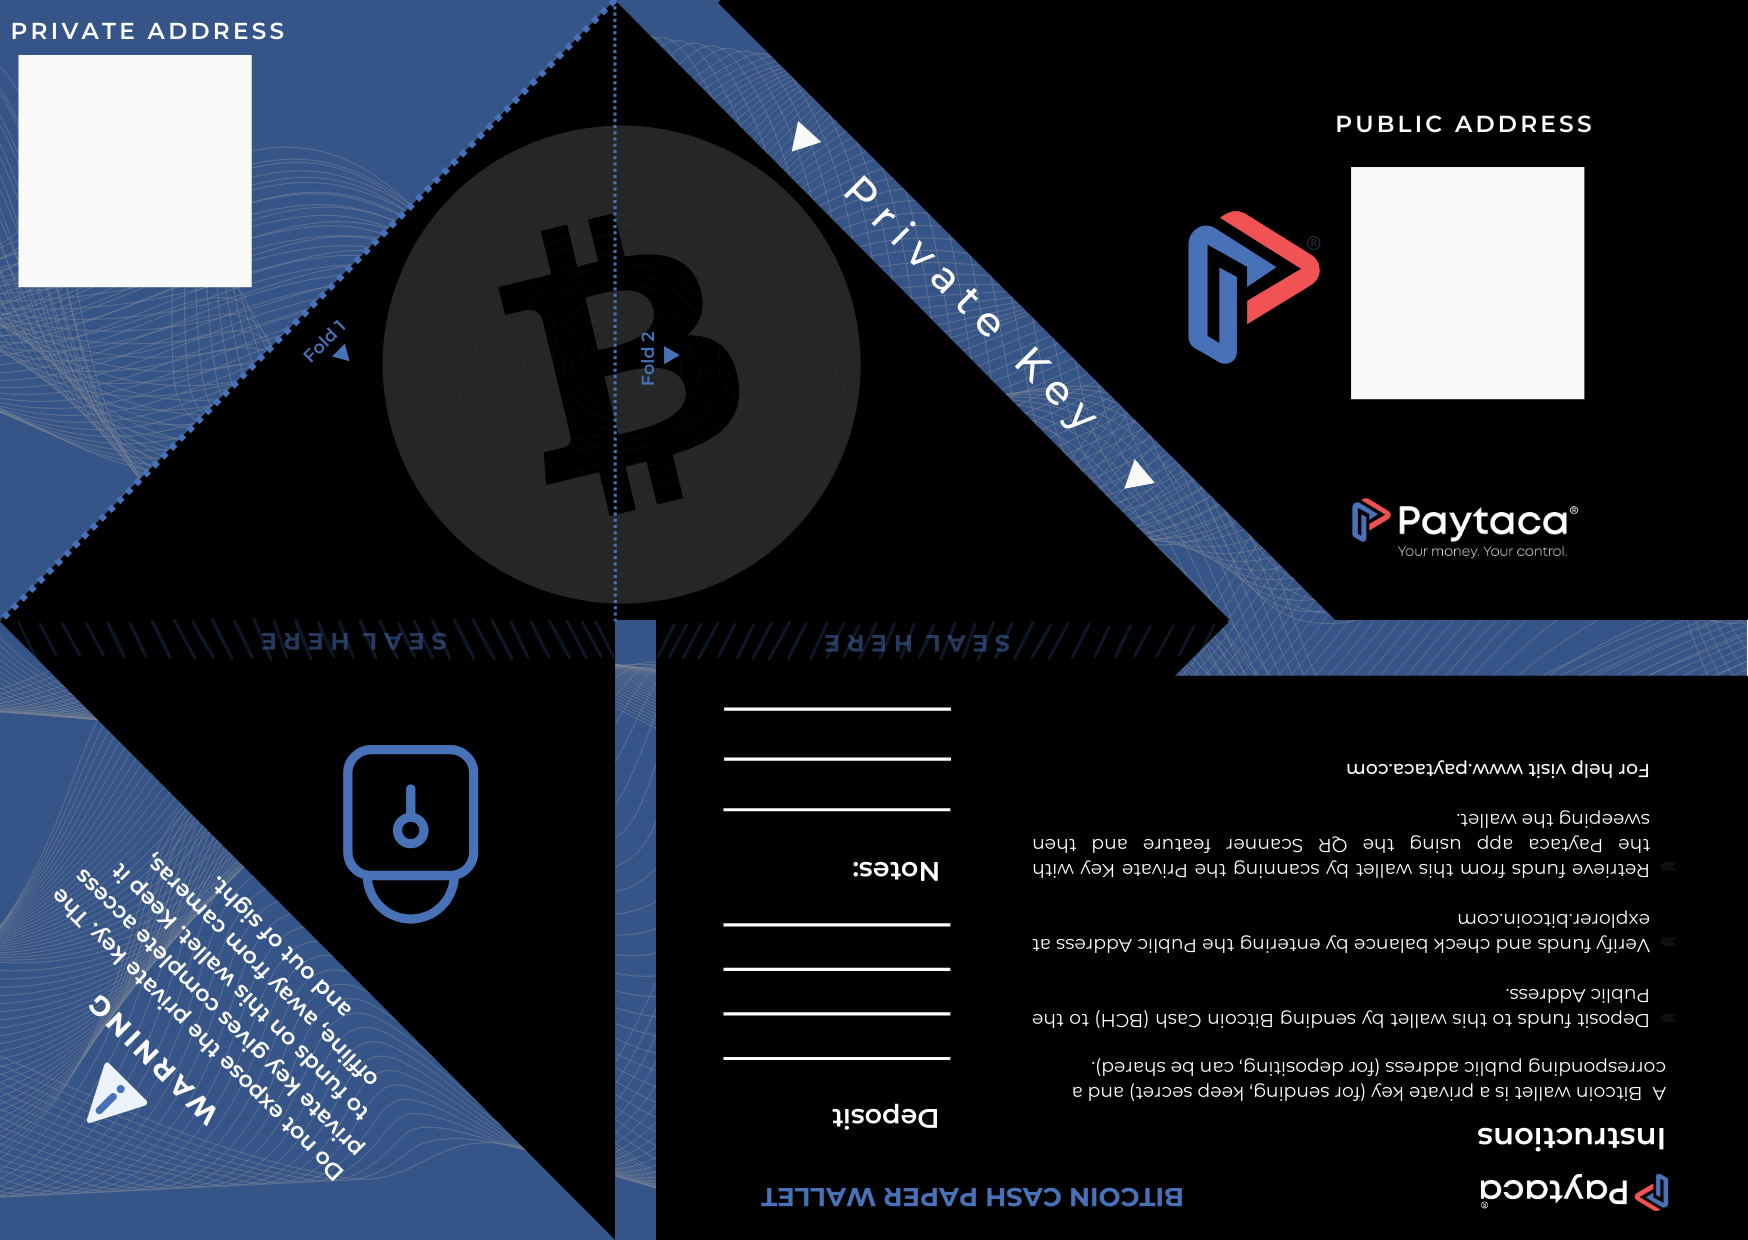 PRIVATE ADDRESS
PUBLIC ADDRESS
Private Key
Fold 1
Fold 2
®
Paytaca®
Your money. Your control.
SEAL HERE
SEAL HERE
WARNING
Do not expose the private key. The
private key gives complete access
to funds on this wallet. Keep it
offline, away from cameras,
and out of sight.
BITCOIN CASH PAPER WALLET
Deposit
Notes:
Paytaca®
Instructions
A Bitcoin wallet is a private key (for sending, keep secret) and a
corresponding public address (for depositing, can be shared).
Deposit funds to this wallet by sending Bitcoin Cash (BCH) to the
Public Address.
Verify funds and check balance by entering the Public Address at
explorer.bitcoin.com
Retrieve funds from this wallet by scanning the Private Key with
the Paytaca app using the QR Scanner feature and then
sweeping the wallet.
For help visit www.paytaca.com